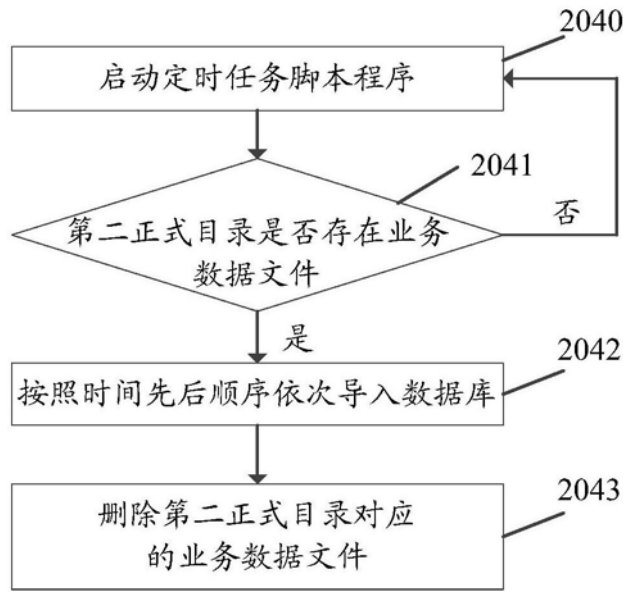 2040
启动定时任务脚本程序
2041
第二正式目录是否存在业务
数据文件
否
是
2042
按照时间先后顺序依次导入数据库
2043
删除第二正式目录对应
的业务数据文件